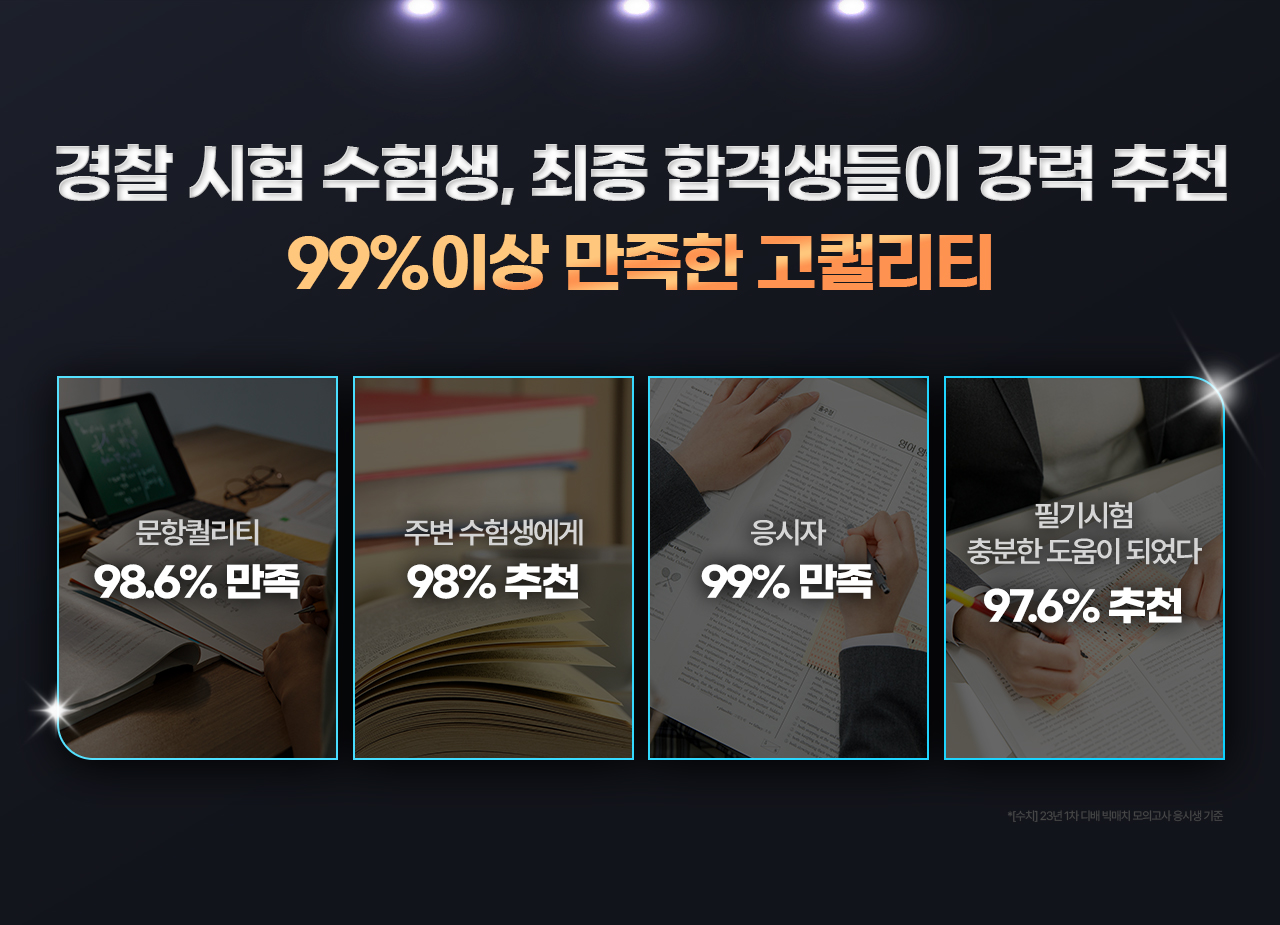 경찰 시험 수험생, 최종 합격생들이 강력 추천
99%이상 만족한 고퀄리티
문항퀄리티
98.6% 만족
주변 수험생에게
98% 추천
응시자
99% 만족
필기시험
충분한 도움이 되었다
97.6% 추천
홀수형
*[수치] 23년 1차 디배 빅매치 모의고사 응시생 기준